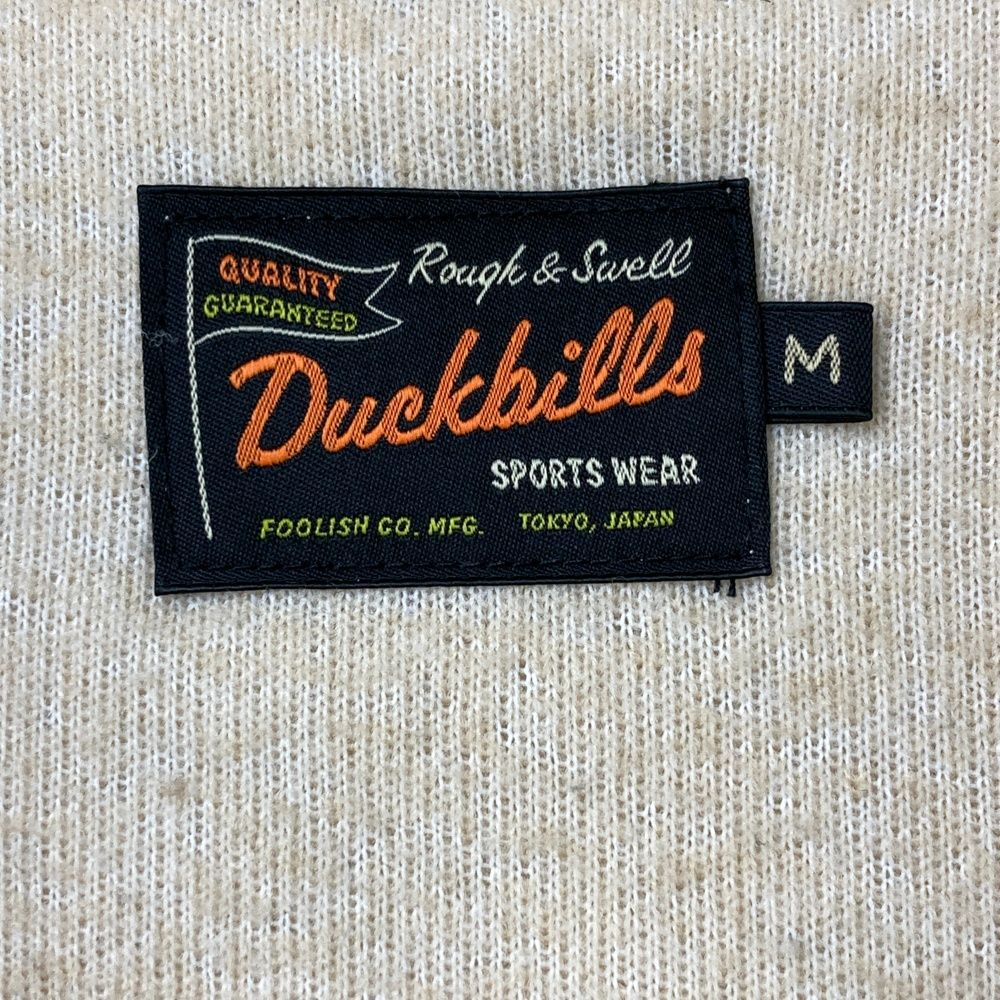 QUALITY
GUARANTEED
Rough & Swell
Duckbills
SPORTS WEAR
FOOLISH CO. MFG. TOKYO, JAPAN
M